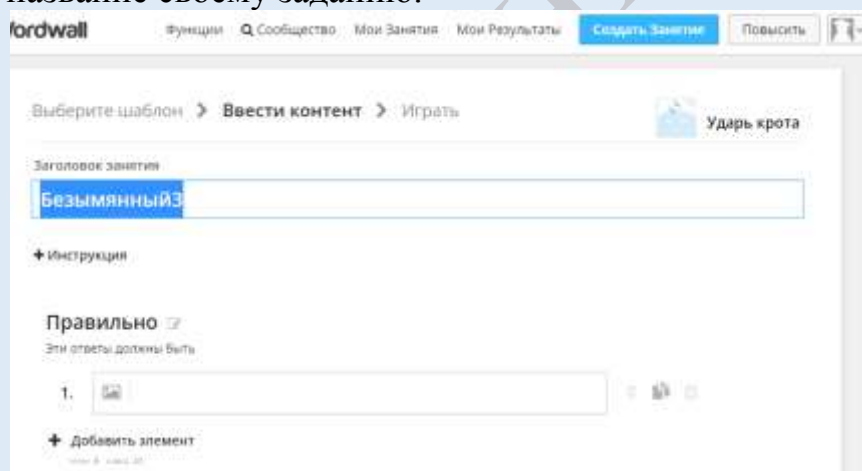 название своему заданию.
ordwall Функции Сообщество Мои Занятия Мои Результаты Создать Занятие Повысить
Выберите шаблон > Ввести контент > Играть
Ударь крота
Заголовок занятия
Безымянный3
+ Инструкция
Правильно
Эти ответы должны быть
1.
+ Добавить элемент